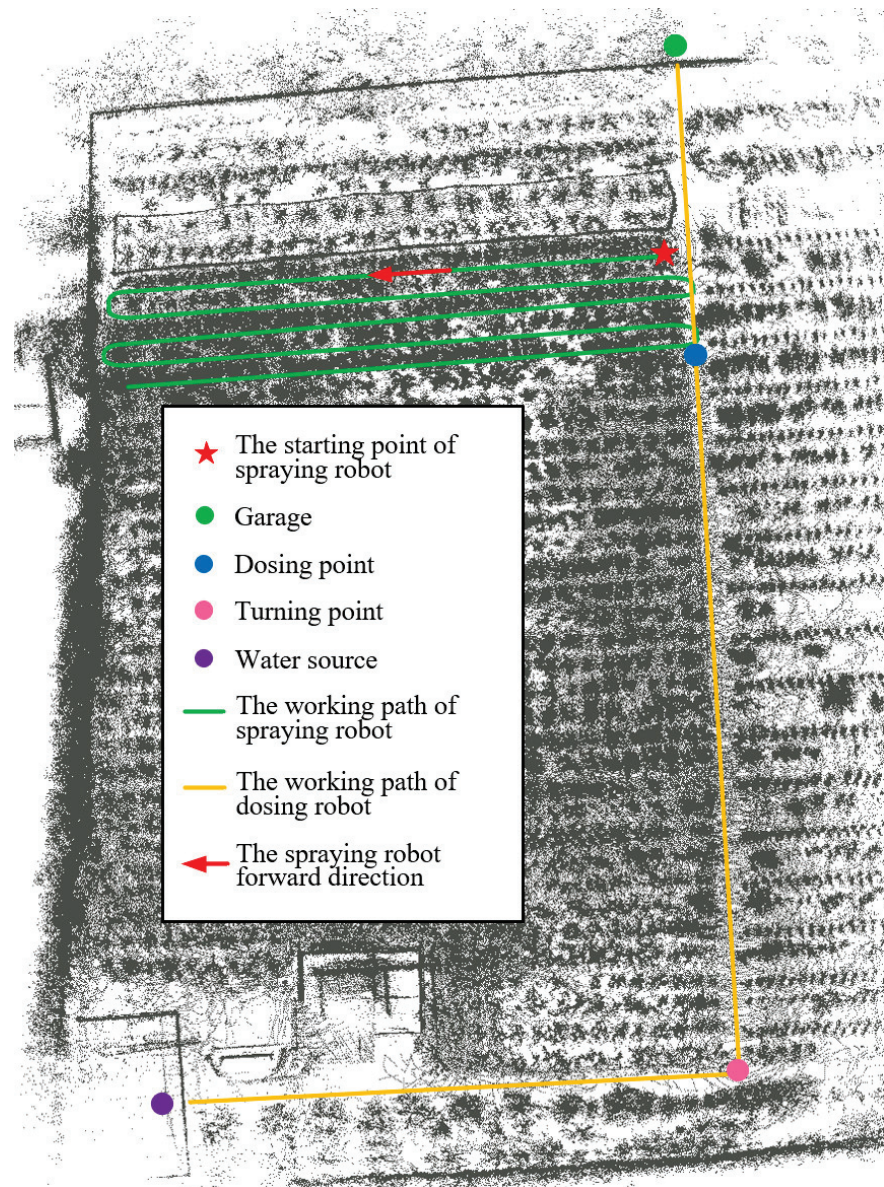 The starting point of
spraying robot
Garage
Dosing point
Turning point
Water source
The working path of
spraying robot
The working path of
dosing robot
The spraying robot
forward direction